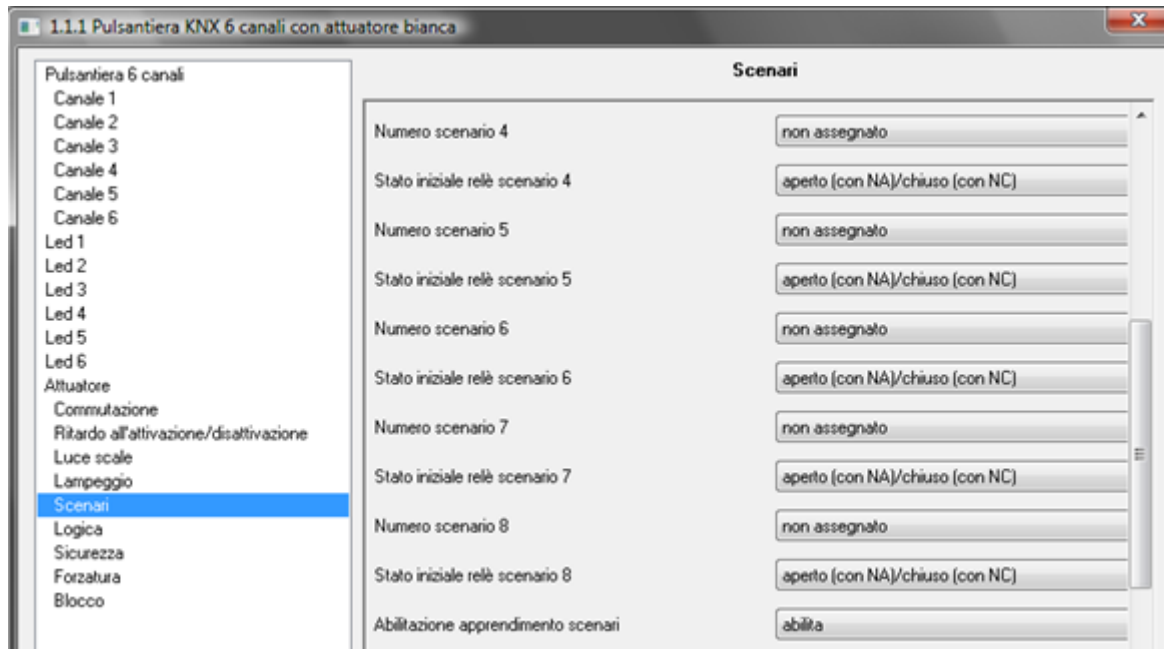 1.1.1 Pulsantiera KNX 6 canali con attuatore bianca
Pulsantiera 6 canali
Canale 1
Canale 2
Canale 3
Canale 4
Canale 5
Canale 6
Led 1
Led 2
Led 3
Led 4
Led 5
Led 6
Attuatore
Commutazione
Ritardo all'attivazione/disattivazione
Luce scale
Lampeggio
Scenari
Logica
Sicurezza
Forzatura
Blocco
Scenari
Numero scenario 4 non assegnato
Stato iniziale relè scenario 4 aperto (con NA)/chiuso (con NC)
Numero scenario 5 non assegnato
Stato iniziale relè scenario 5 aperto (con NA)/chiuso (con NC)
Numero scenario 6 non assegnato
Stato iniziale relè scenario 6 aperto (con NA)/chiuso (con NC)
Numero scenario 7 non assegnato
Stato iniziale relè scenario 7 aperto (con NA)/chiuso (con NC)
Numero scenario 8 non assegnato
Stato iniziale relè scenario 8 aperto (con NA)/chiuso (con NC)
Abilitazione apprendimento scenari abilita